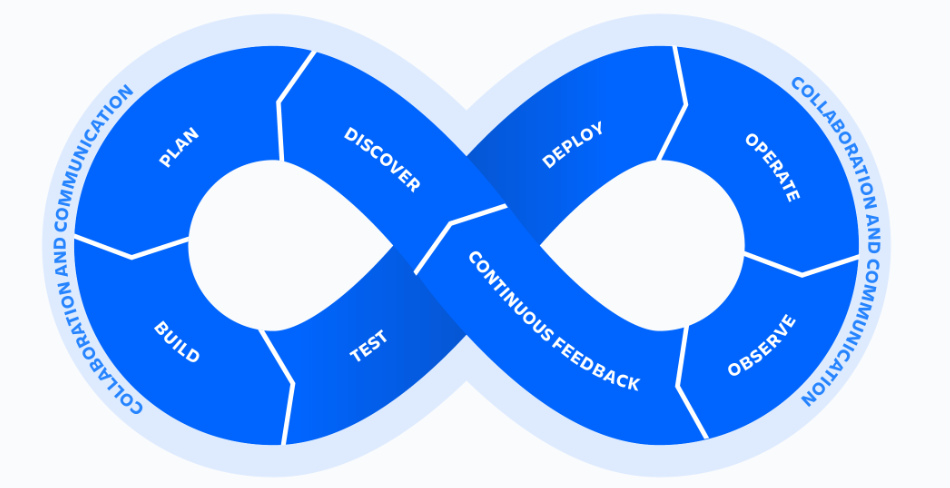 COLLABORATION AND COMMUNICATION
PLAN
DISCOVER
DEPLOY
OPERATE
COLLABORATION AND COMMUNICATION
BUILD
TEST
CONTINUOUS FEEDBACK
OBSERVE